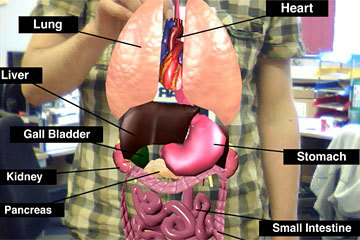 Heart
Lung
Liver
Gall Bladder
Stomach
Kidney
Pancreas
Small Intestine